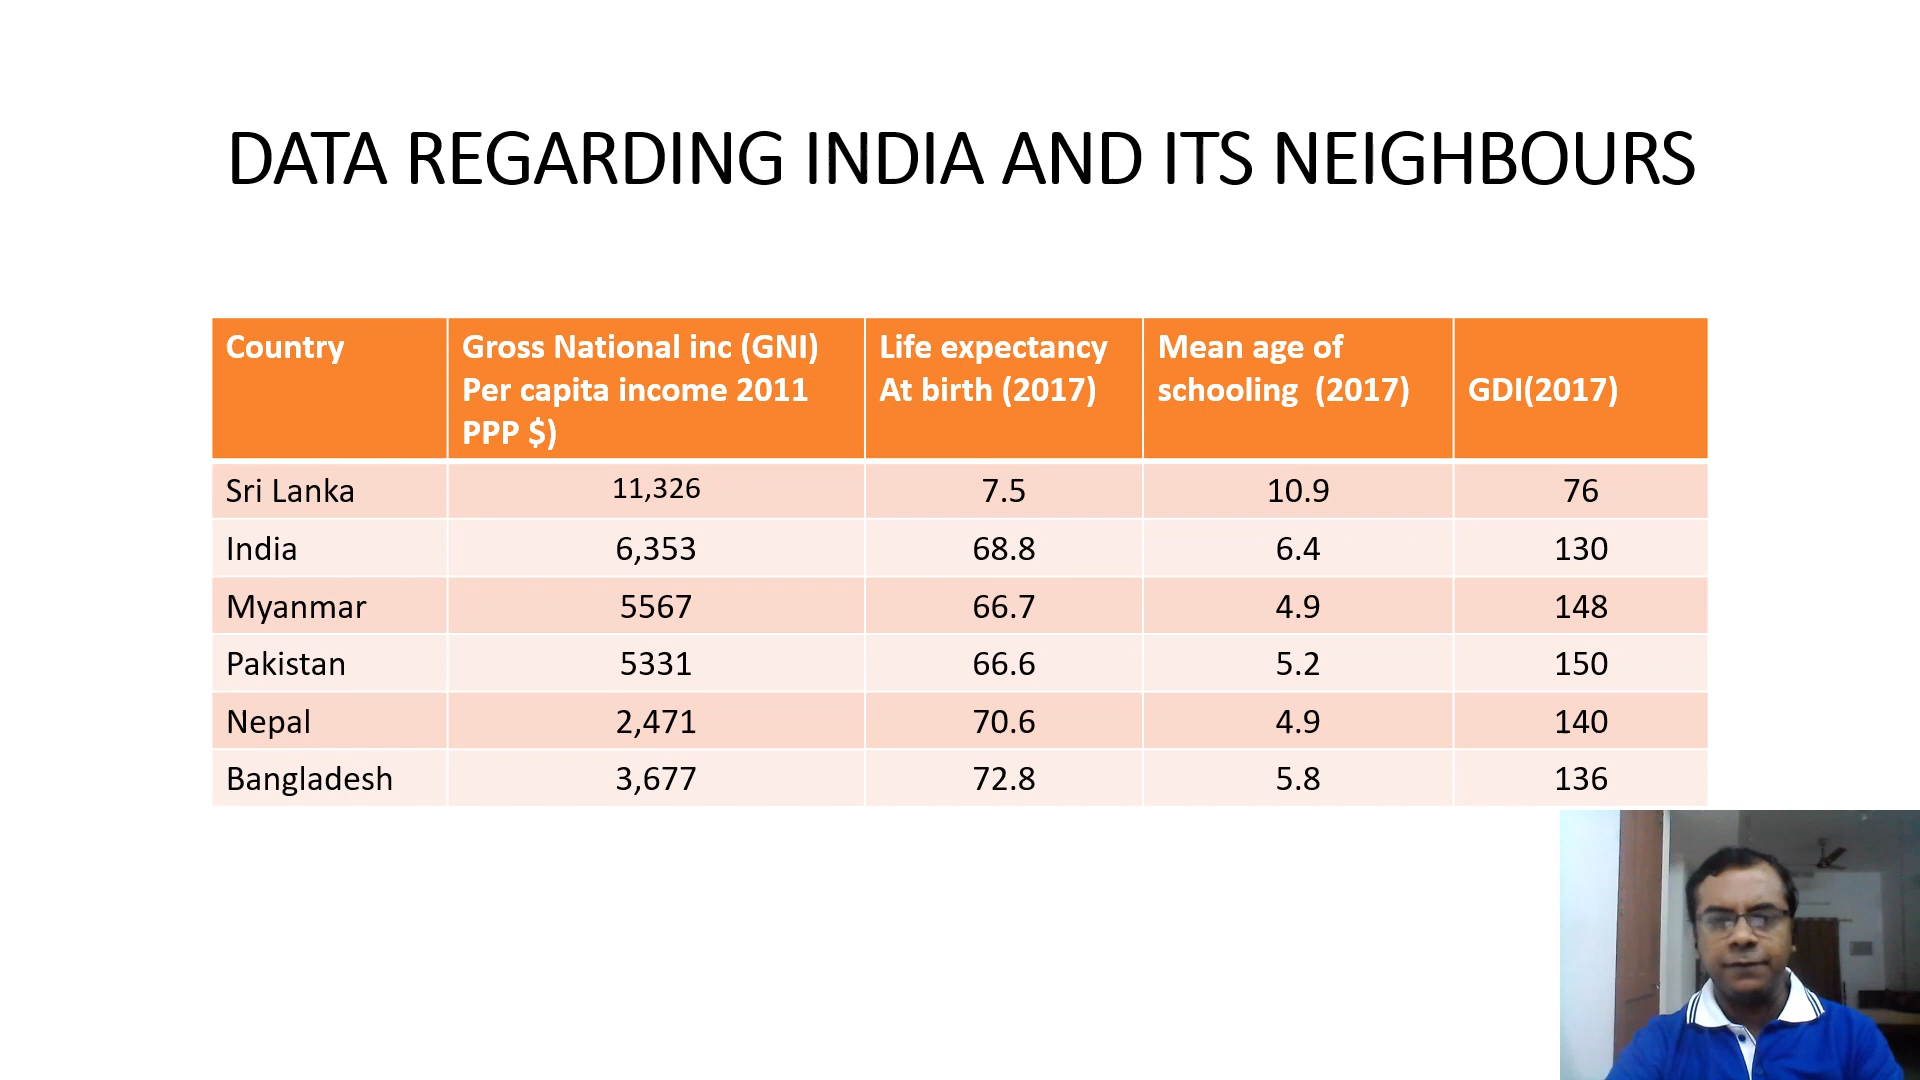 DATA REGARDING INDIA AND ITS NEIGHBOURS
Country
Gross National inc (GNI)
Per capita income 2011
PPP $)
Life expectancy
At birth (2017)
Mean age of
schooling (2017)
GDI(2017)
Sri Lanka 11,326 7.5 10.9 76
India 6,353 68.8 6.4 130
Myanmar 5567 66.7 4.9 148
Pakistan 5331 66.6 5.2 150
Nepal 2,471 70.6 4.9 140
Bangladesh 3,677 72.8 5.8 136